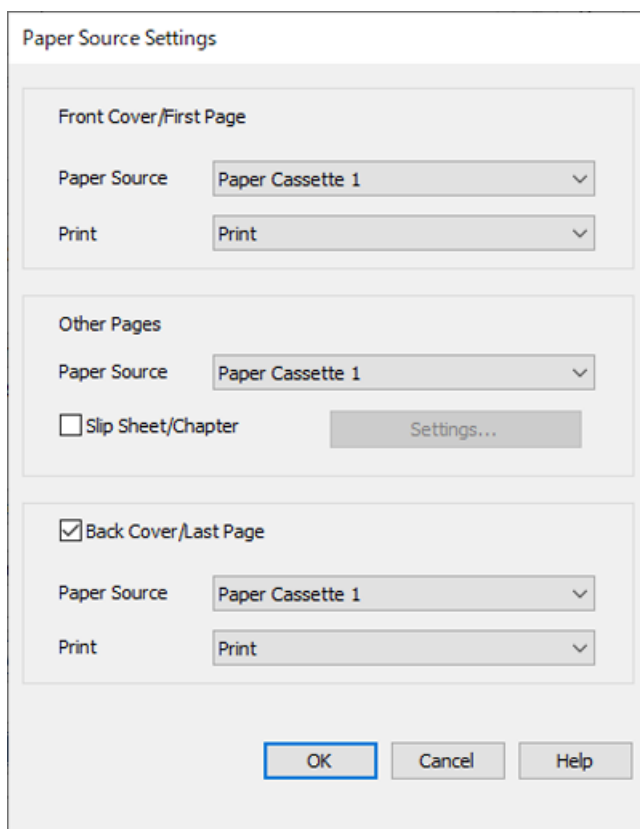 Paper Source Settings
Front Cover/First Page
Paper Source Paper Cassette 1
Print Print
Other Pages
Paper Source Paper Cassette 1
Slip Sheet/Chapter Settings...
Back Cover/Last Page
Paper Source Paper Cassette 1
Print Print
OK Cancel Help